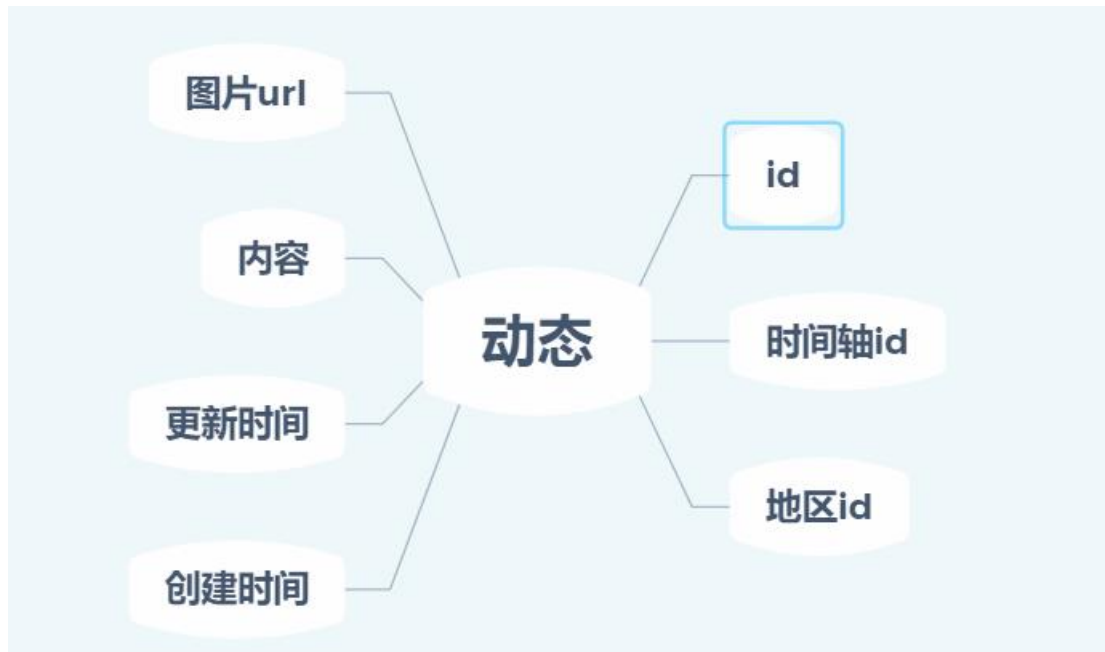 图片url
内容
更新时间
创建时间
动态
id
时间轴id
地区id